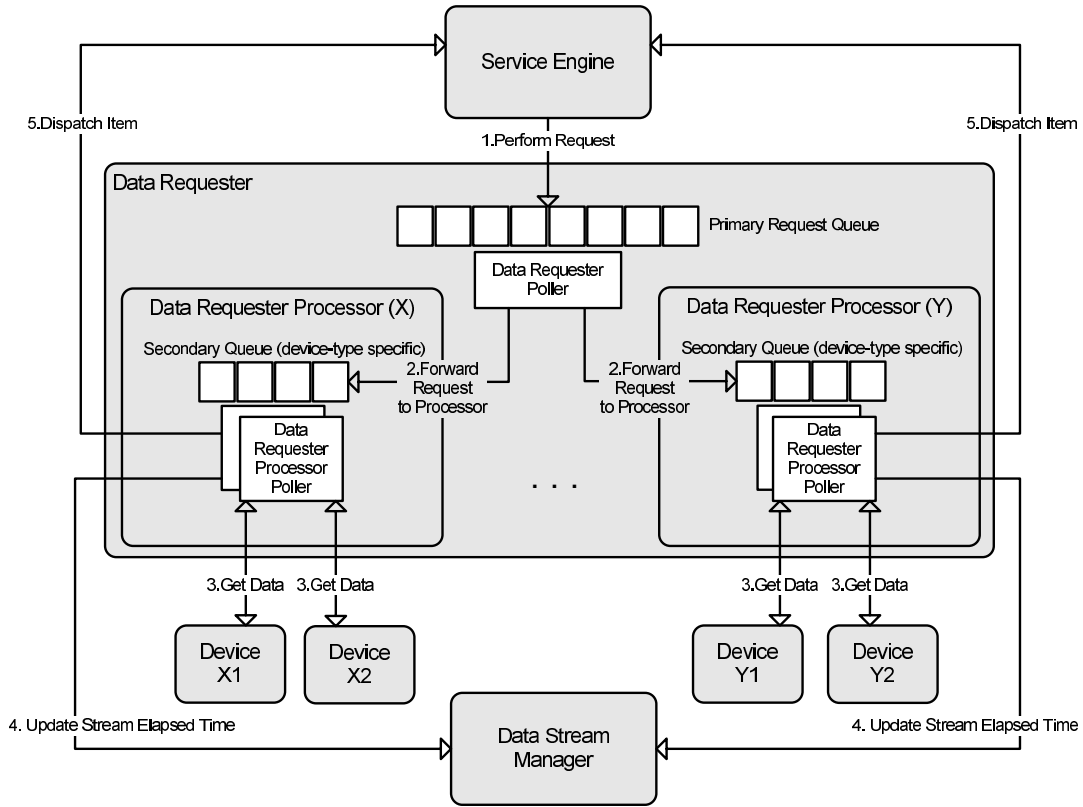 Service Engine
5.Dispatch Item
5.Dispatch Item
1.Perform Request
Data Requester
Primary Request Queue
Data Requester
Poller
Data Requester Processor (X)
Data Requester Processor (Y)
Secondary Queue (device-type specific)
Secondary Queue (device-type specific)
2.Forward
Request
to Processor
2.Forward
Request
to Processor
Data
Requester
Processor
Poller
Data
Requester
Processor
Poller
. . .
3.Get Data
3.Get Data
3.Get Data
3.Get Data
Device
X1
Device
X2
Device
Y1
Device
Y2
4. Update Stream Elapsed Time
4. Update Stream Elapsed Time
Data Stream
Manager